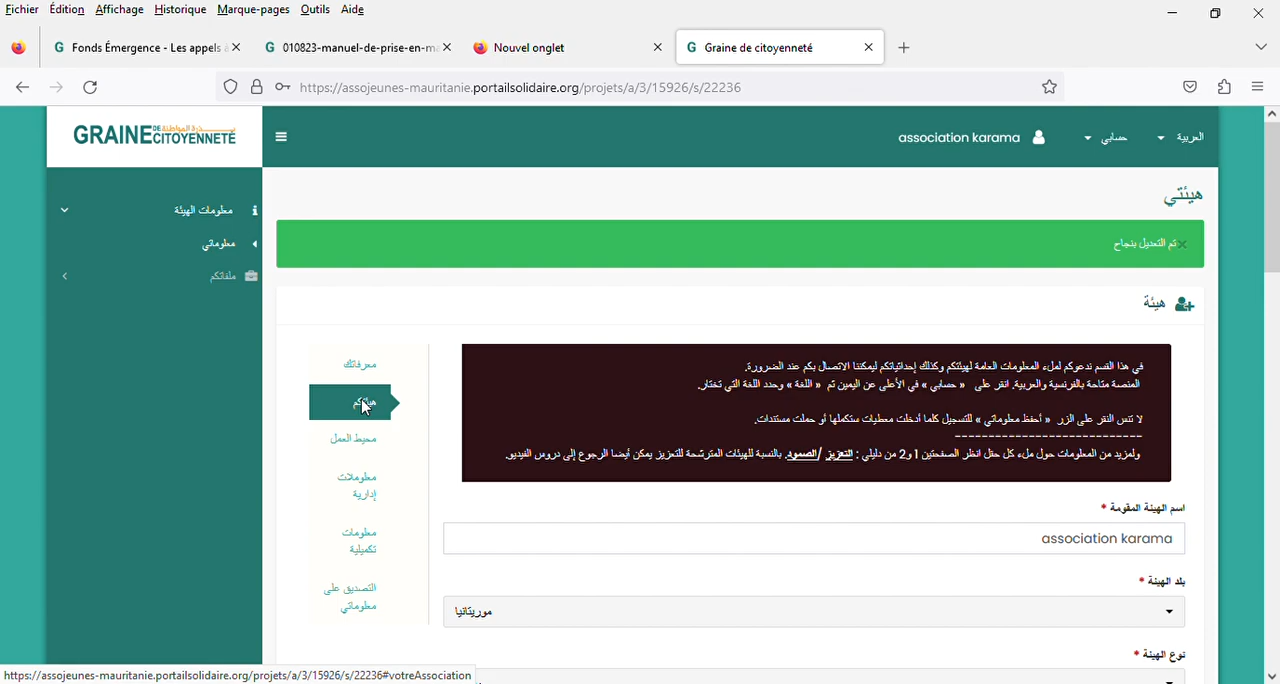 Fichier Édition Affichage Historique Marque-pages Outils Aide
Fonds Émergence - Les appels à
010823-manuel-de-prise-en-ma
Nouvel onglet
Graine de citoyenneté
https://assojeunes-mauritanie.portailsolidaire.org/projets/a/3/15926/s/22236
GRAINE DE CITOYENNETÉ بــذرة المواطنة
association karama
حسابي
العربية
معلومات الهيئة
معلوماتي
ملفاتكم
هيئتي
تم التعديل بنجاح
هيئة
معرفاتك
هيئتكم
محيط العمل
معلومات
إدارية
معلومات
تكميلية
التصديق على
معلوماتي
في هذا القسم ندعوكم لملء المعلومات العامة لهيئتكم وكذلك إحداثياتكم ليمكننا الاتصال بكم عند الضرورة.
المنصة متاحة بالفرنسية والعربية. انقر على « حسابي » في الأعلى عن اليمين ثم « اللغة » وحدد اللغة التي تختار.
لا تنس النقر على الزر « أحفظ معلوماتي » للتسجيل كلما أدخلت معطيات ستكملها أو حملت مستندات.
----------------------------
ولمزيد من المعلومات حول ملء كل حقل انظر الصفحتين 1 و2 من دليلي : التعزيز /الصمود. بالنسبة للهيئات المترشحة للتعزيز يمكن أيضا الرجوع إلى دروس الفيديو.
اسم الهيئة المقومة *
association karama
بلد الهيئة *
موريتانيا
نوع الهيئة *
https://assojeunes-mauritanie.portailsolidaire.org/projets/a/3/15926/s/22236#votreAssociation